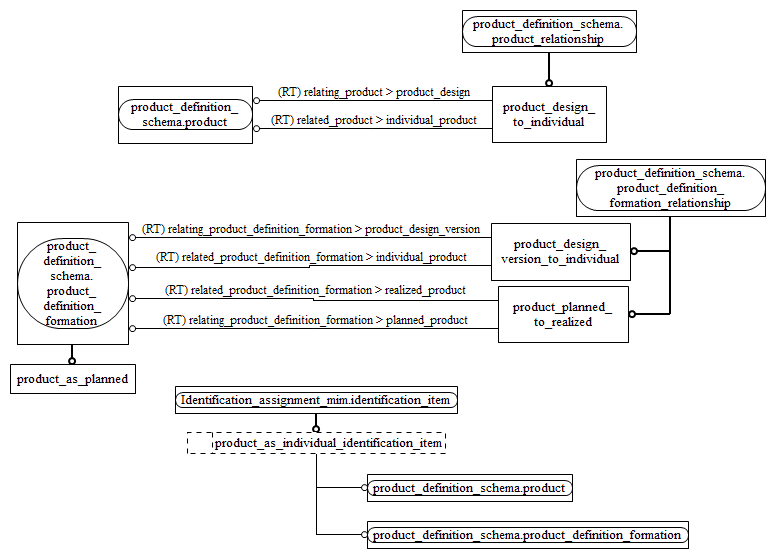 product_definition_schema.
product_relationship
(RT) relating_product > product_design
product_definition_
schema.product
product_design_
to_individual
(RT) related_product > individual_product
product_definition_schema.
product_definition_
formation_relationship
(RT) relating_product_definition_formation > product_design_version
product_design_
version_to_individual
(RT) related_product_definition_formation > individual_product
product_
definition_
schema.
product_
definition_
formation
(RT) related_product_definition_formation > realized_product
product_planned_
to_realized
(RT) relating_product_definition_formation > planned_product
product_as_planned
Identification_assignment_mim.identification_item
product_as_individual_identification_item
product_definition_schema.product
product_definition_schema.product_definition_formation